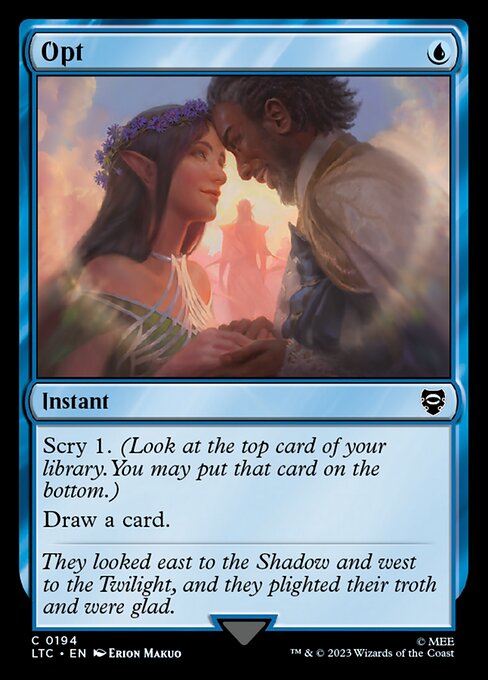 Opt
Instant
Scry 1. (Look at the top card of your
library. You may put that card on the
bottom.)
Draw a card.
They looked east to the Shadow and west
to the Twilight, and they plighted their troth
and were glad.
C 0194
LTC • EN Erion Makuo
© MEE
™ & © 2023 Wizards of the Coast